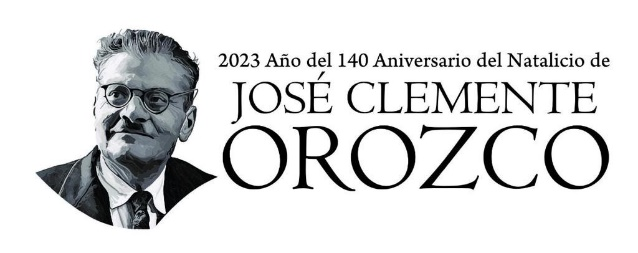 2023 Año del 140 Aniversario del Natalicio de
JOSÉ CLEMENTE
OROZCO